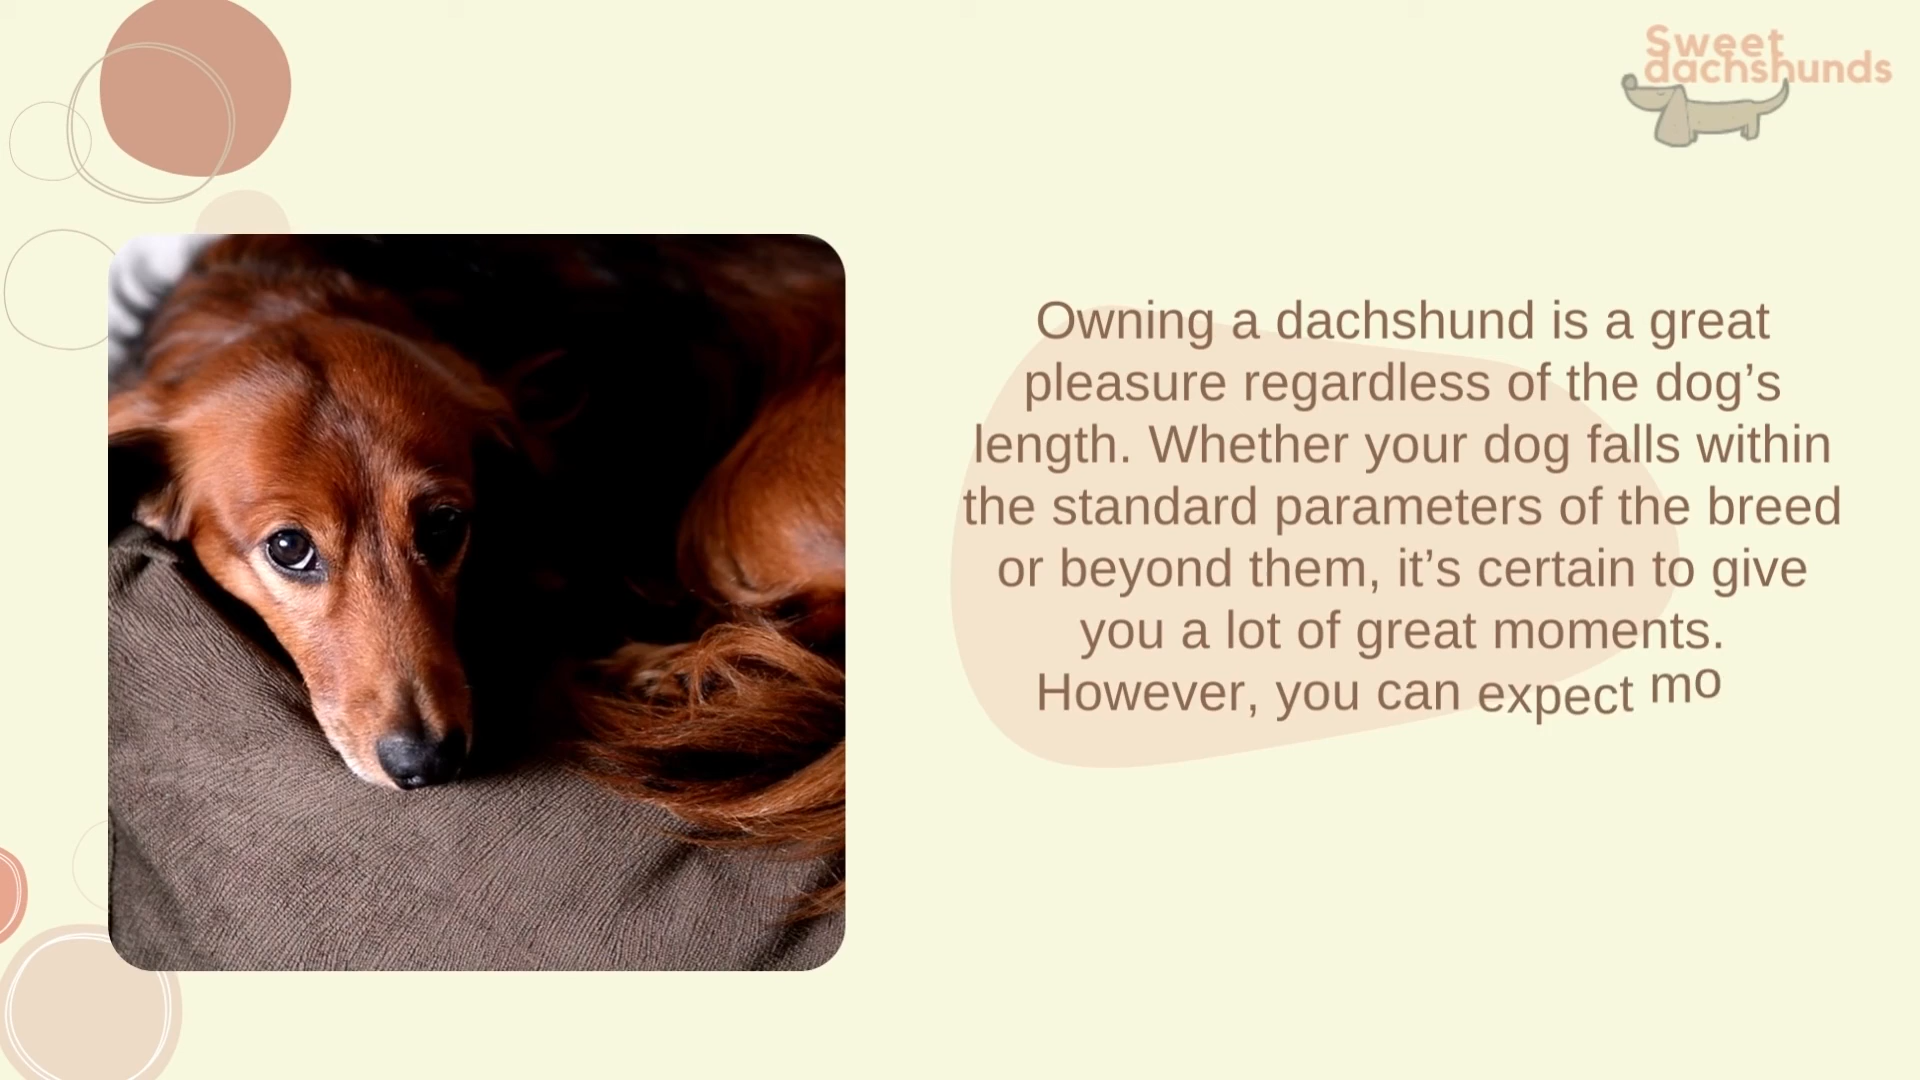 Sweet
dachshunds
Owning a dachshund is a great
pleasure regardless of the dog’s
length. Whether your dog falls within
the standard parameters of the breed
or beyond them, it’s certain to give
you a lot of great moments.
However, you can expect mo